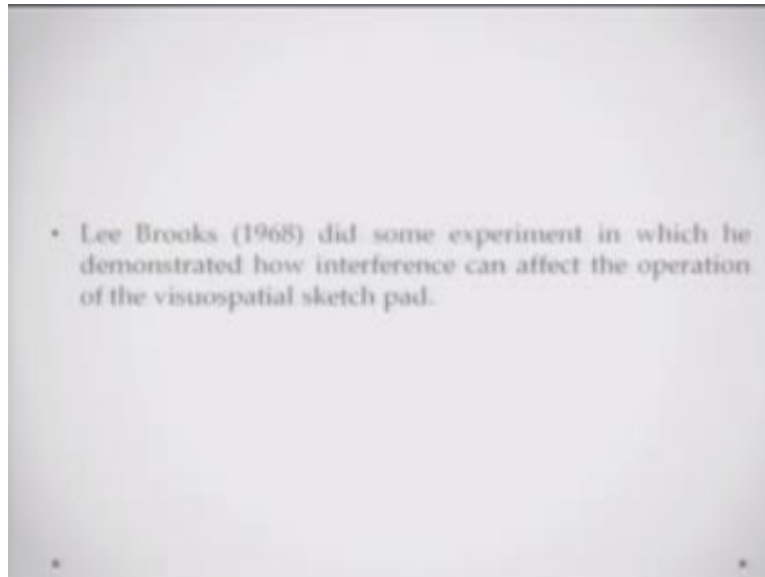 • Lee Brooks (1968) did some experiment in which he
demonstrated how interference can affect the operation
of the visuospatial sketch pad.